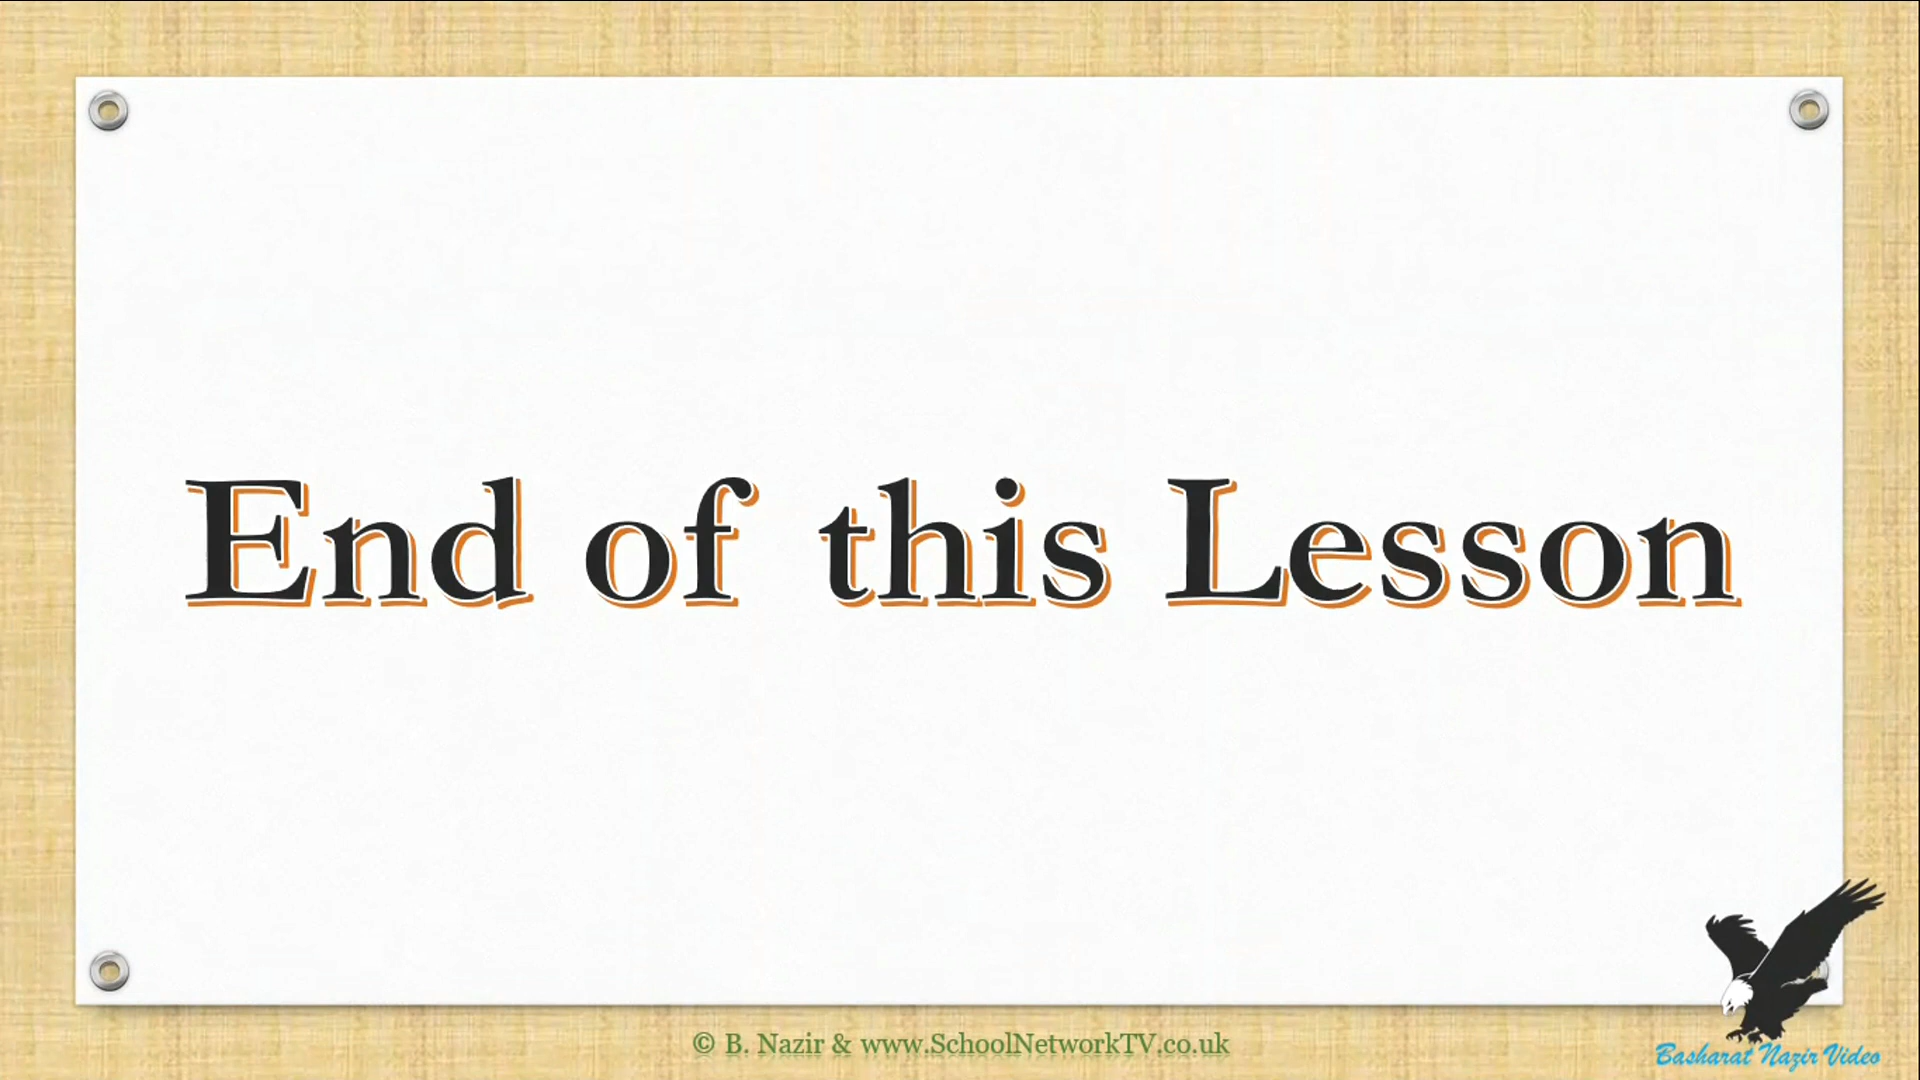 End of this Lesson
© B. Nazir & www.SchoolNetworkTV.co.uk
Basharat Nazir Video